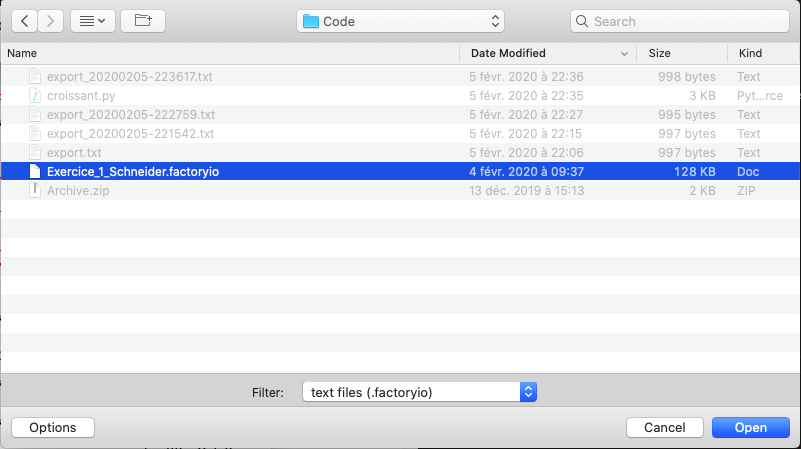 Code
Search
Name Date Modified Size Kind
export_20200205-223617.txt 5 févr. 2020 à 22:36 998 bytes Text
croissant.py 5 févr. 2020 à 22:35 3 KB Pyt...rce
export_20200205-222759.txt 5 févr. 2020 à 22:27 995 bytes Text
export_20200205-221542.txt 5 févr. 2020 à 22:15 997 bytes Text
export.txt 5 févr. 2020 à 22:06 997 bytes Text
Exercice_1_Schneider.factoryio 4 févr. 2020 à 09:37 128 KB Doc
Archive.zip 13 déc. 2019 à 15:13 2 KB ZIP
Filter: text files (.factoryio)
Options Cancel Open